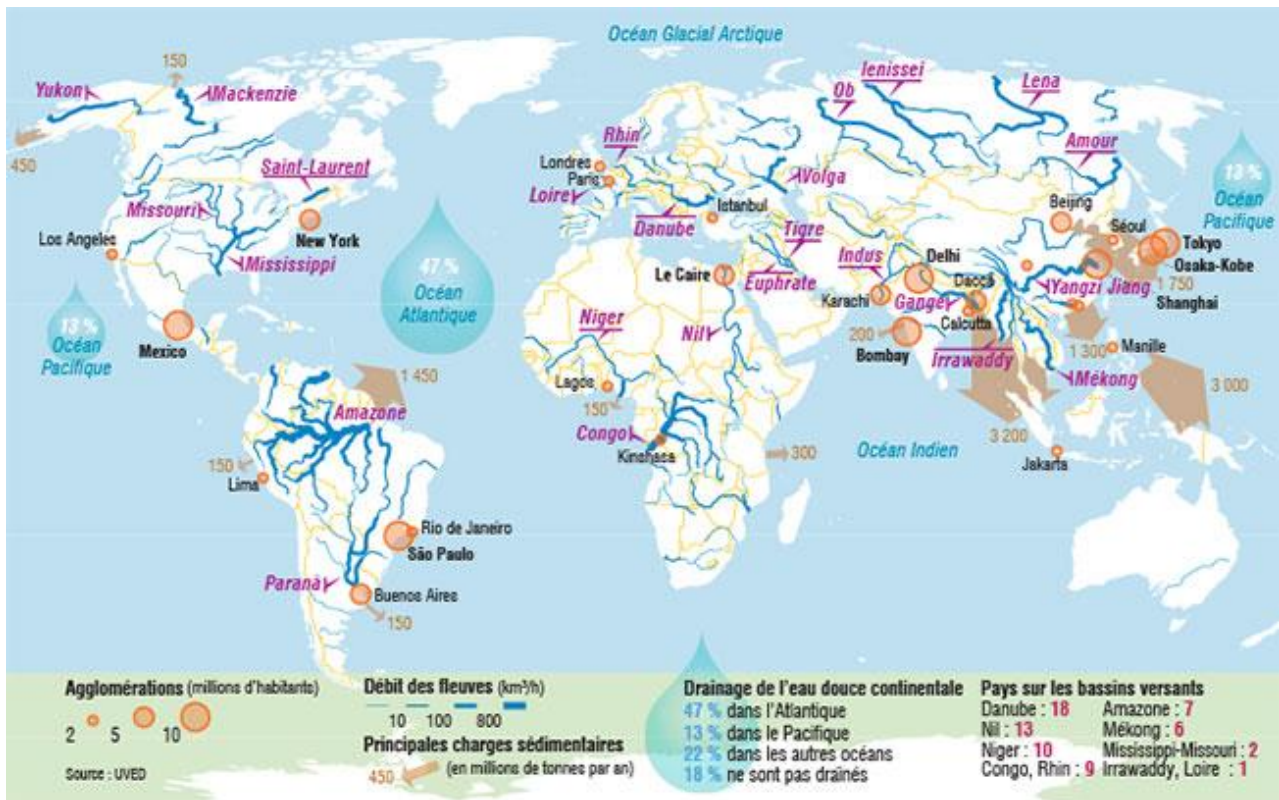 Océan Glacial Arctique
150
Yukon
Mackenzie
450
Saint-Laurent
Missouri
Los Angeles
New York
Mississippi
47 %
Océan
Atlantique
13 %
Océan
Pacifique
Mexico
1 450
Amazone
150
Lima
Rio de Janeiro
São Paulo
Paranà
Buenos Aires
150
Ienissei
Ob
Lena
Rhin
Amour
Londres
Paris
Volga
Loire
Istanbul
Danube
Tigre
Beijing
Séoul
13 %
Océan
Pacifique
Tokyo
Osaka-Kobe
Le Caire
Euphrate
Indus
Delhi
Karachi
Gange
Dacca
Yangzi Jiang
1 750
Shanghai
Calcutta
Niger
Nil
200
Bombay
Irrawaddy
1 300
Manille
Lagos
150
Mékong
3 000
Congo
Kinshasa
300
Océan Indien
3 200
Jakarta
Agglomérations (millions d'habitants)
2 5 10
Source : UVED
Débit des fleuves (km³/h)
10 100 800
Principales charges sédimentaires
450 (en millions de tonnes par an)
Drainage de l'eau douce continentale
47 % dans l'Atlantique
13 % dans le Pacifique
22 % dans les autres océans
18 % ne sont pas draînés
Pays sur les bassins versants
Danube : 18 Amazone : 7
Nil : 13 Mékong : 6
Niger : 10 Mississippi-Missouri : 2
Congo, Rhin : 9 Irrawaddy, Loire : 1